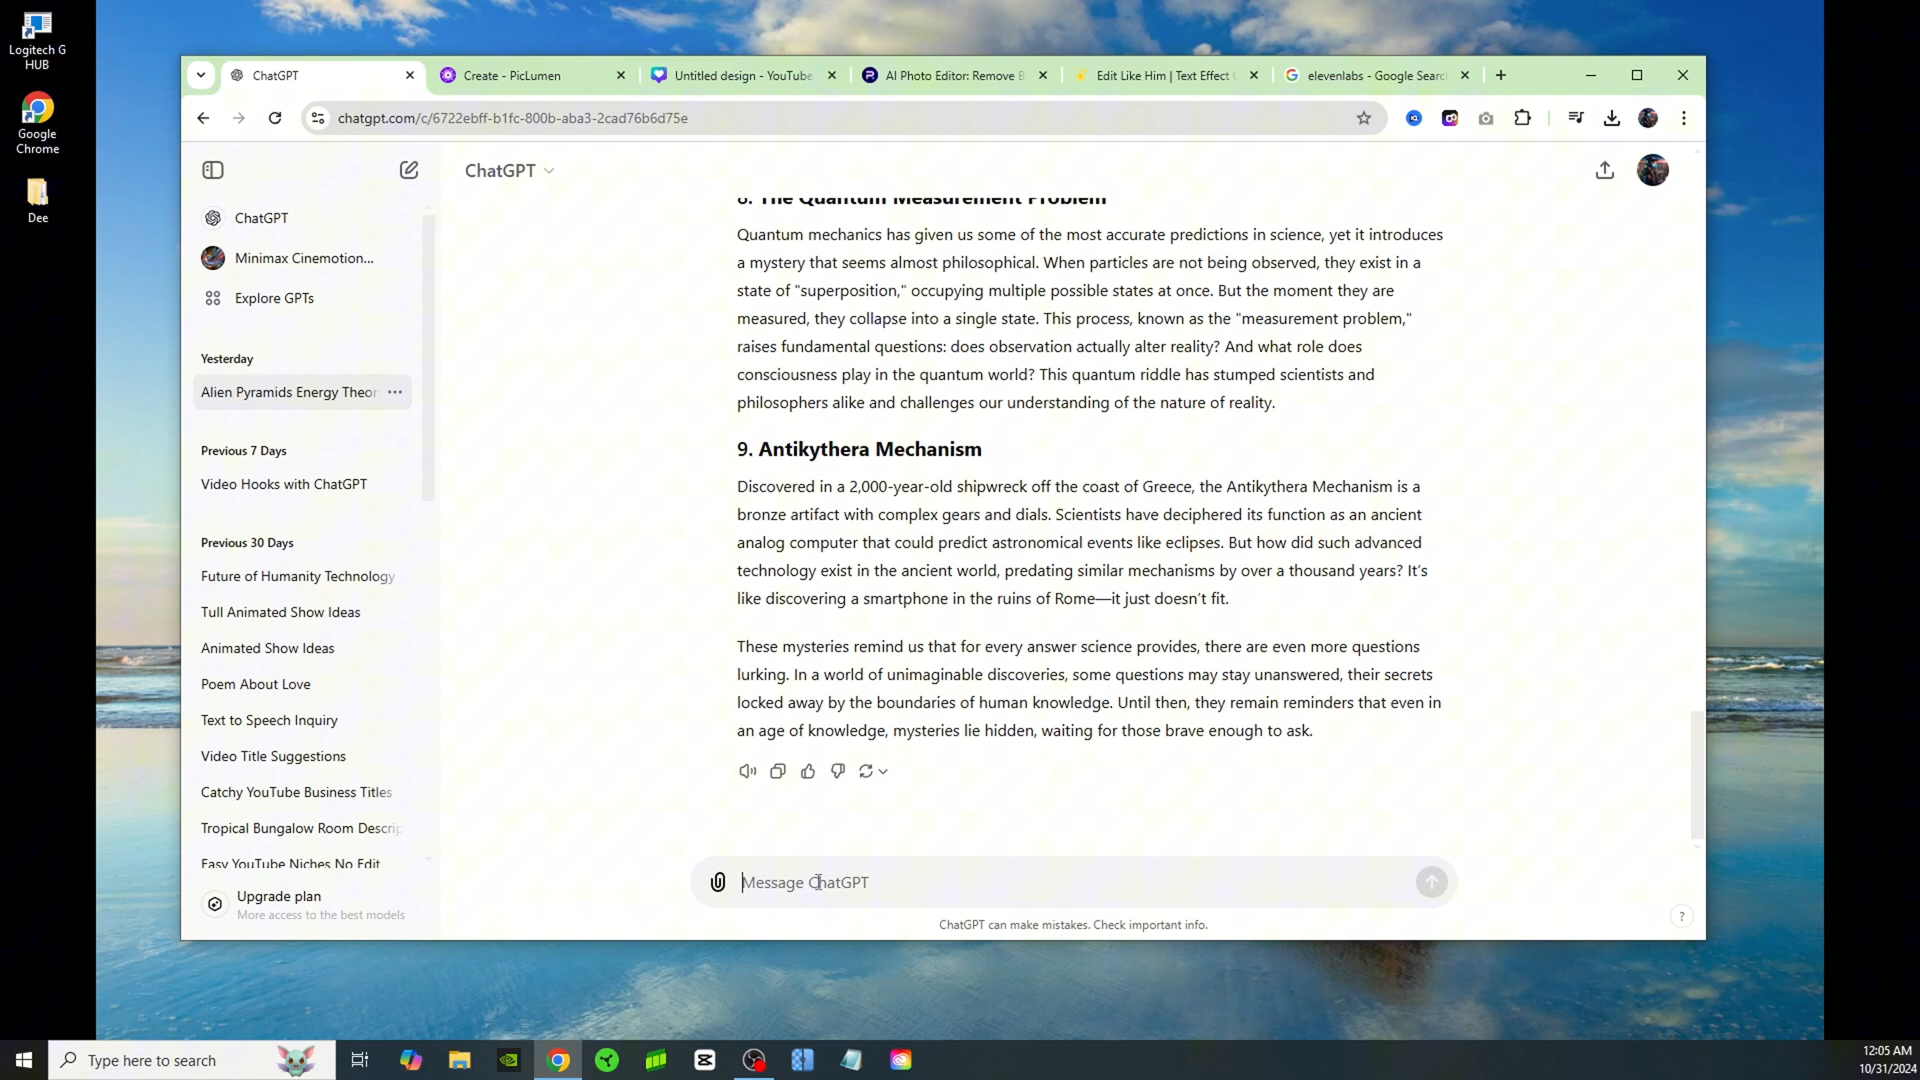 Logitech G
HUB
Google
Chrome
Dee
ChatGPT
Create - PicLumen
Untitled design - YouTube
AI Photo Editor: Remove B
Edit Like Him | Text Effect
elevenlabs - Google Searc
chatgpt.com/c/6722ebff-b1fc-800b-aba3-2cad76b6d75e
ChatGPT
ChatGPT
Minimax Cinemotion...
Explore GPTs
Yesterday
Alien Pyramids Energy Theor
Previous 7 Days
Video Hooks with ChatGPT
Previous 30 Days
Future of Humanity Technology
Tull Animated Show Ideas
Animated Show Ideas
Poem About Love
Text to Speech Inquiry
Video Title Suggestions
Catchy YouTube Business Titles
Tropical Bungalow Room Descrip
Easy YouTube Niches No Edit
Upgrade plan
More access to the best models
8. The Quantum Measurement Problem
Quantum mechanics has given us some of the most accurate predictions in science, yet it introduces
a mystery that seems almost philosophical. When particles are not being observed, they exist in a
state of "superposition," occupying multiple possible states at once. But the moment they are
measured, they collapse into a single state. This process, known as the "measurement problem,"
raises fundamental questions: does observation actually alter reality? And what role does
consciousness play in the quantum world? This quantum riddle has stumped scientists and
philosophers alike and challenges our understanding of the nature of reality.
9. Antikythera Mechanism
Discovered in a 2,000-year-old shipwreck off the coast of Greece, the Antikythera Mechanism is a
bronze artifact with complex gears and dials. Scientists have deciphered its function as an ancient
analog computer that could predict astronomical events like eclipses. But how did such advanced
technology exist in the ancient world, predating similar mechanisms by over a thousand years? It's
like discovering a smartphone in the ruins of Rome—it just doesn't fit.
These mysteries remind us that for every answer science provides, there are even more questions
lurking. In a world of unimaginable discoveries, some questions may stay unanswered, their secrets
locked away by the boundaries of human knowledge. Until then, they remain reminders that even in
an age of knowledge, mysteries lie hidden, waiting for those brave enough to ask.
Message ChatGPT
ChatGPT can make mistakes. Check important info.
?
Type here to search
12:05 AM
10/31/2024